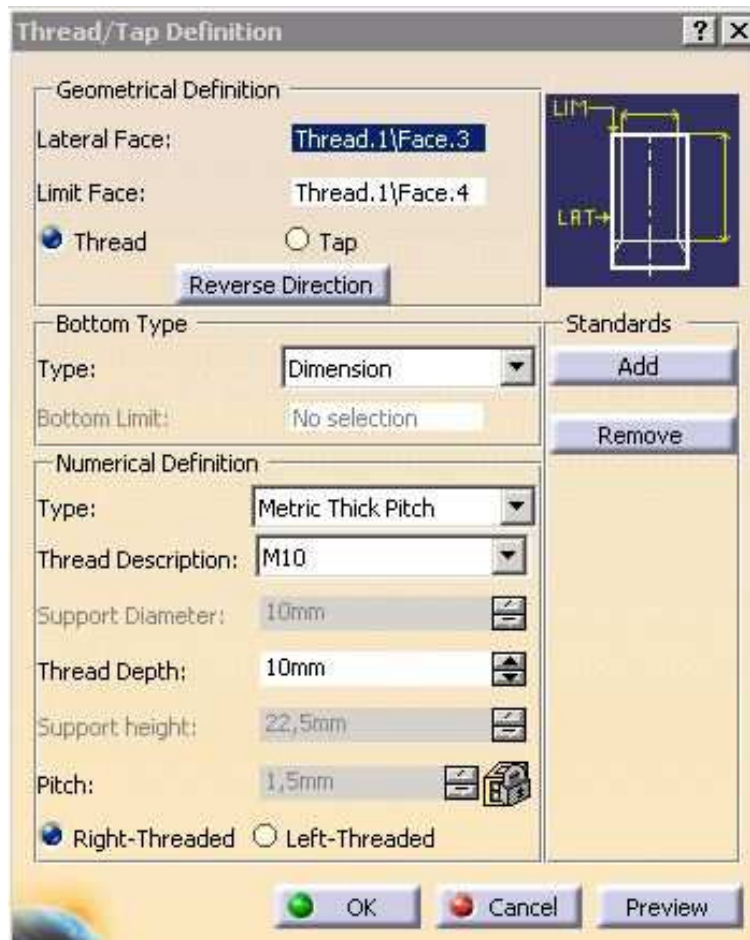 Thread/Tap Definition ? X
Geometrical Definition
Lateral Face: Thread.1\Face.3
Limit Face: Thread.1\Face.4
Thread Tap
Reverse Direction
LIM
LAT
Bottom Type
Type: Dimension
Bottom Limit: No selection
Standards
Add
Remove
Numerical Definition
Type: Metric Thick Pitch
Thread Description: M10
Support Diameter: 10mm
Thread Depth: 10mm
Support height: 22,5mm
Pitch: 1,5mm
Right-Threaded Left-Threaded
OK Cancel Preview